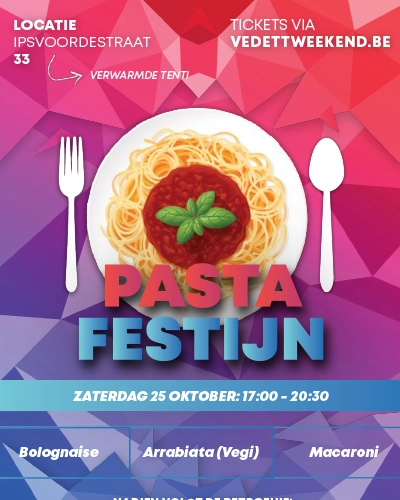 LOCATIE
IPSVOORDESTRAAT
33
VERWARMDE TENT!
TICKETS VIA
VEDETTWEEKEND.BE
PASTA
FESTIJN
ZATERDAG 25 OKTOBER: 17:00 - 20:30
Bolognaise
Arrabiata (Vegi)
Macaroni